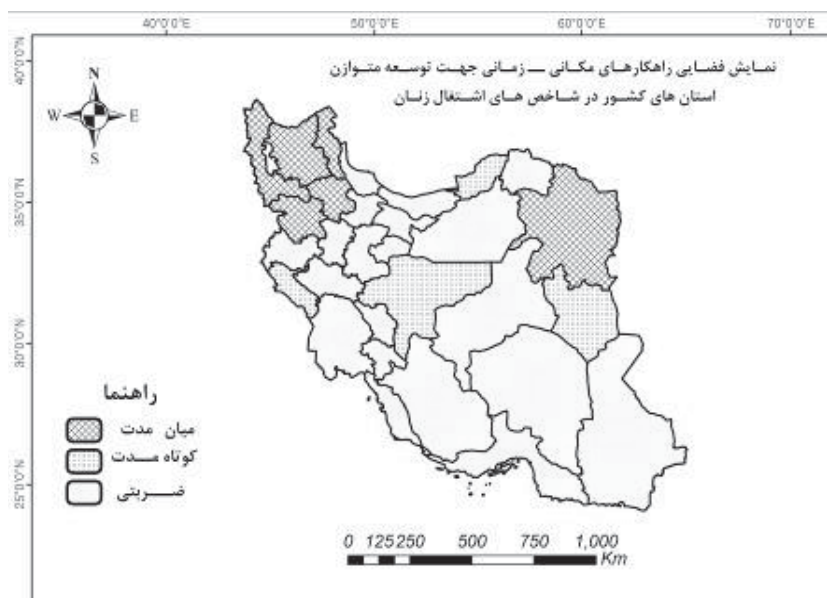 40°0'0"E 50°0'0"E 60°0'0"E 70°0'0"E
40°0'0"N
35°0'0"N
30°0'0"N
25°0'0"N
نمایش فضایی راهکارهای مکانی _ زمانی جهت توسعه متوازن
استان های کشور در شاخص های اشتغال زنان
N
W E
S
راهنما
میان مدت
کوتاه مدت
ضربتی
0 125 250 500 750 1,000
Km